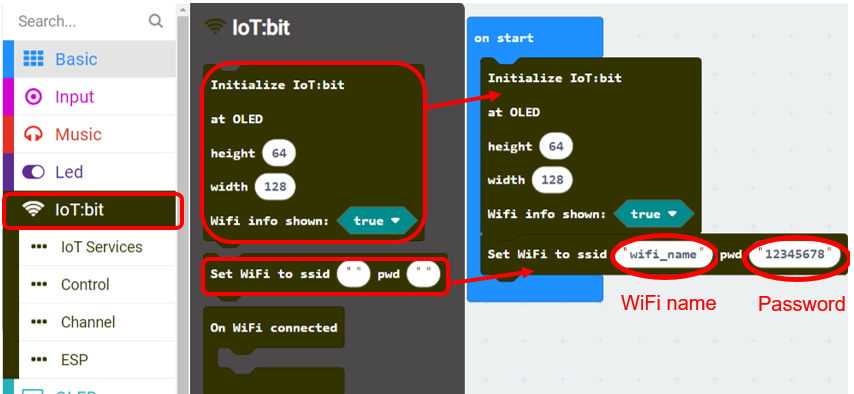 Search...
Basic
Input
Music
Led
IoT:bit
IoT Services
Control
Channel
ESP
IoT:bit
Initialize IoT:bit
at OLED
height 64
width 128
Wifi info shown: true
Set WiFi to ssid " " pwd " "
On WiFi connected
on start
Initialize IoT:bit
at OLED
height 64
width 128
Wifi info shown: true
Set WiFi to ssid "wifi_name" pwd "12345678"
WiFi name
Password